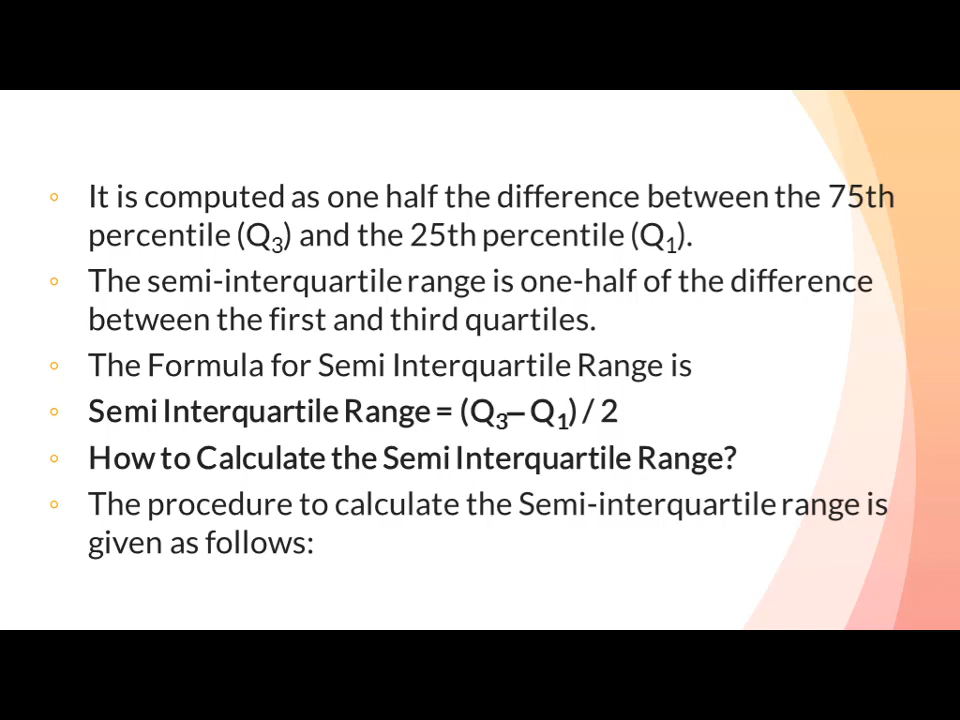 ◦ It is computed as one half the difference between the 75th
percentile (Q₃) and the 25th percentile (Q₁).
◦ The semi-interquartile range is one-half of the difference
between the first and third quartiles.
◦ The Formula for Semi Interquartile Range is
◦ Semi Interquartile Range = (Q₃– Q₁) / 2
◦ How to Calculate the Semi Interquartile Range?
◦ The procedure to calculate the Semi-interquartile range is
given as follows: